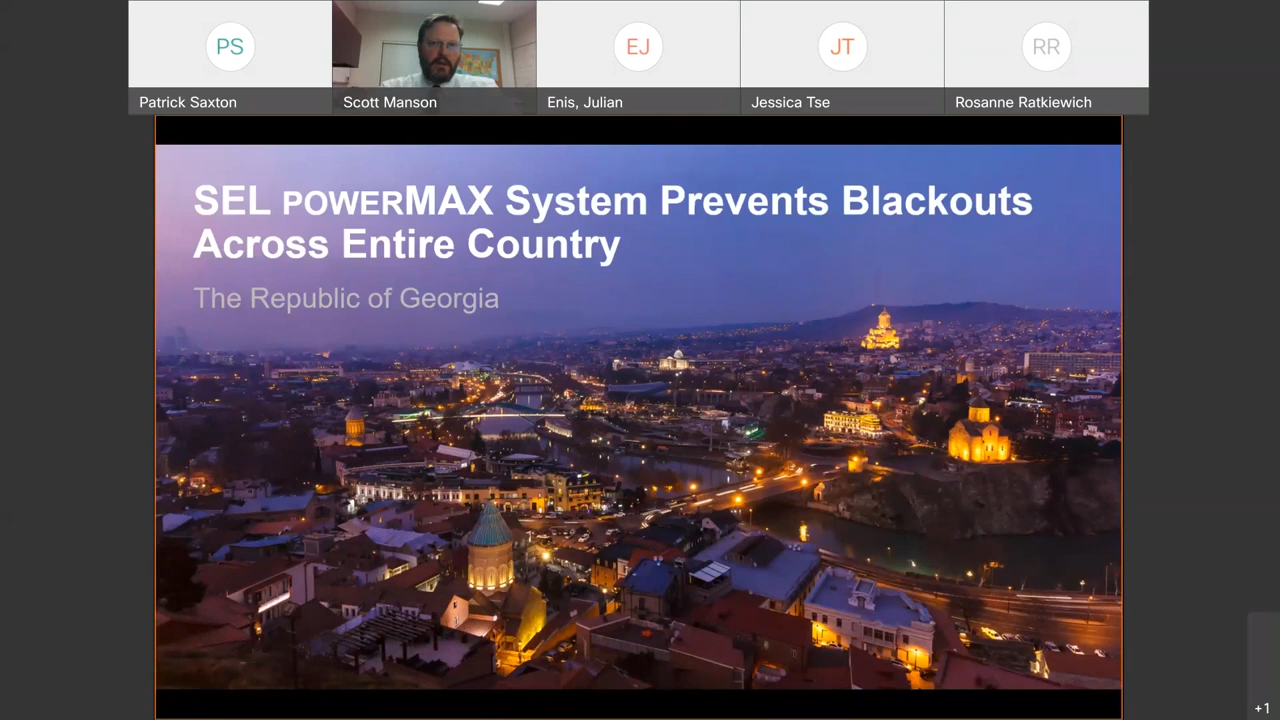 PS
EJ
JT
RR
Patrick Saxton
Scott Manson
Enis, Julian
Jessica Tse
Rosanne Ratkiewich
SEL POWERMAX System Prevents Blackouts
Across Entire Country
The Republic of Georgia
+1